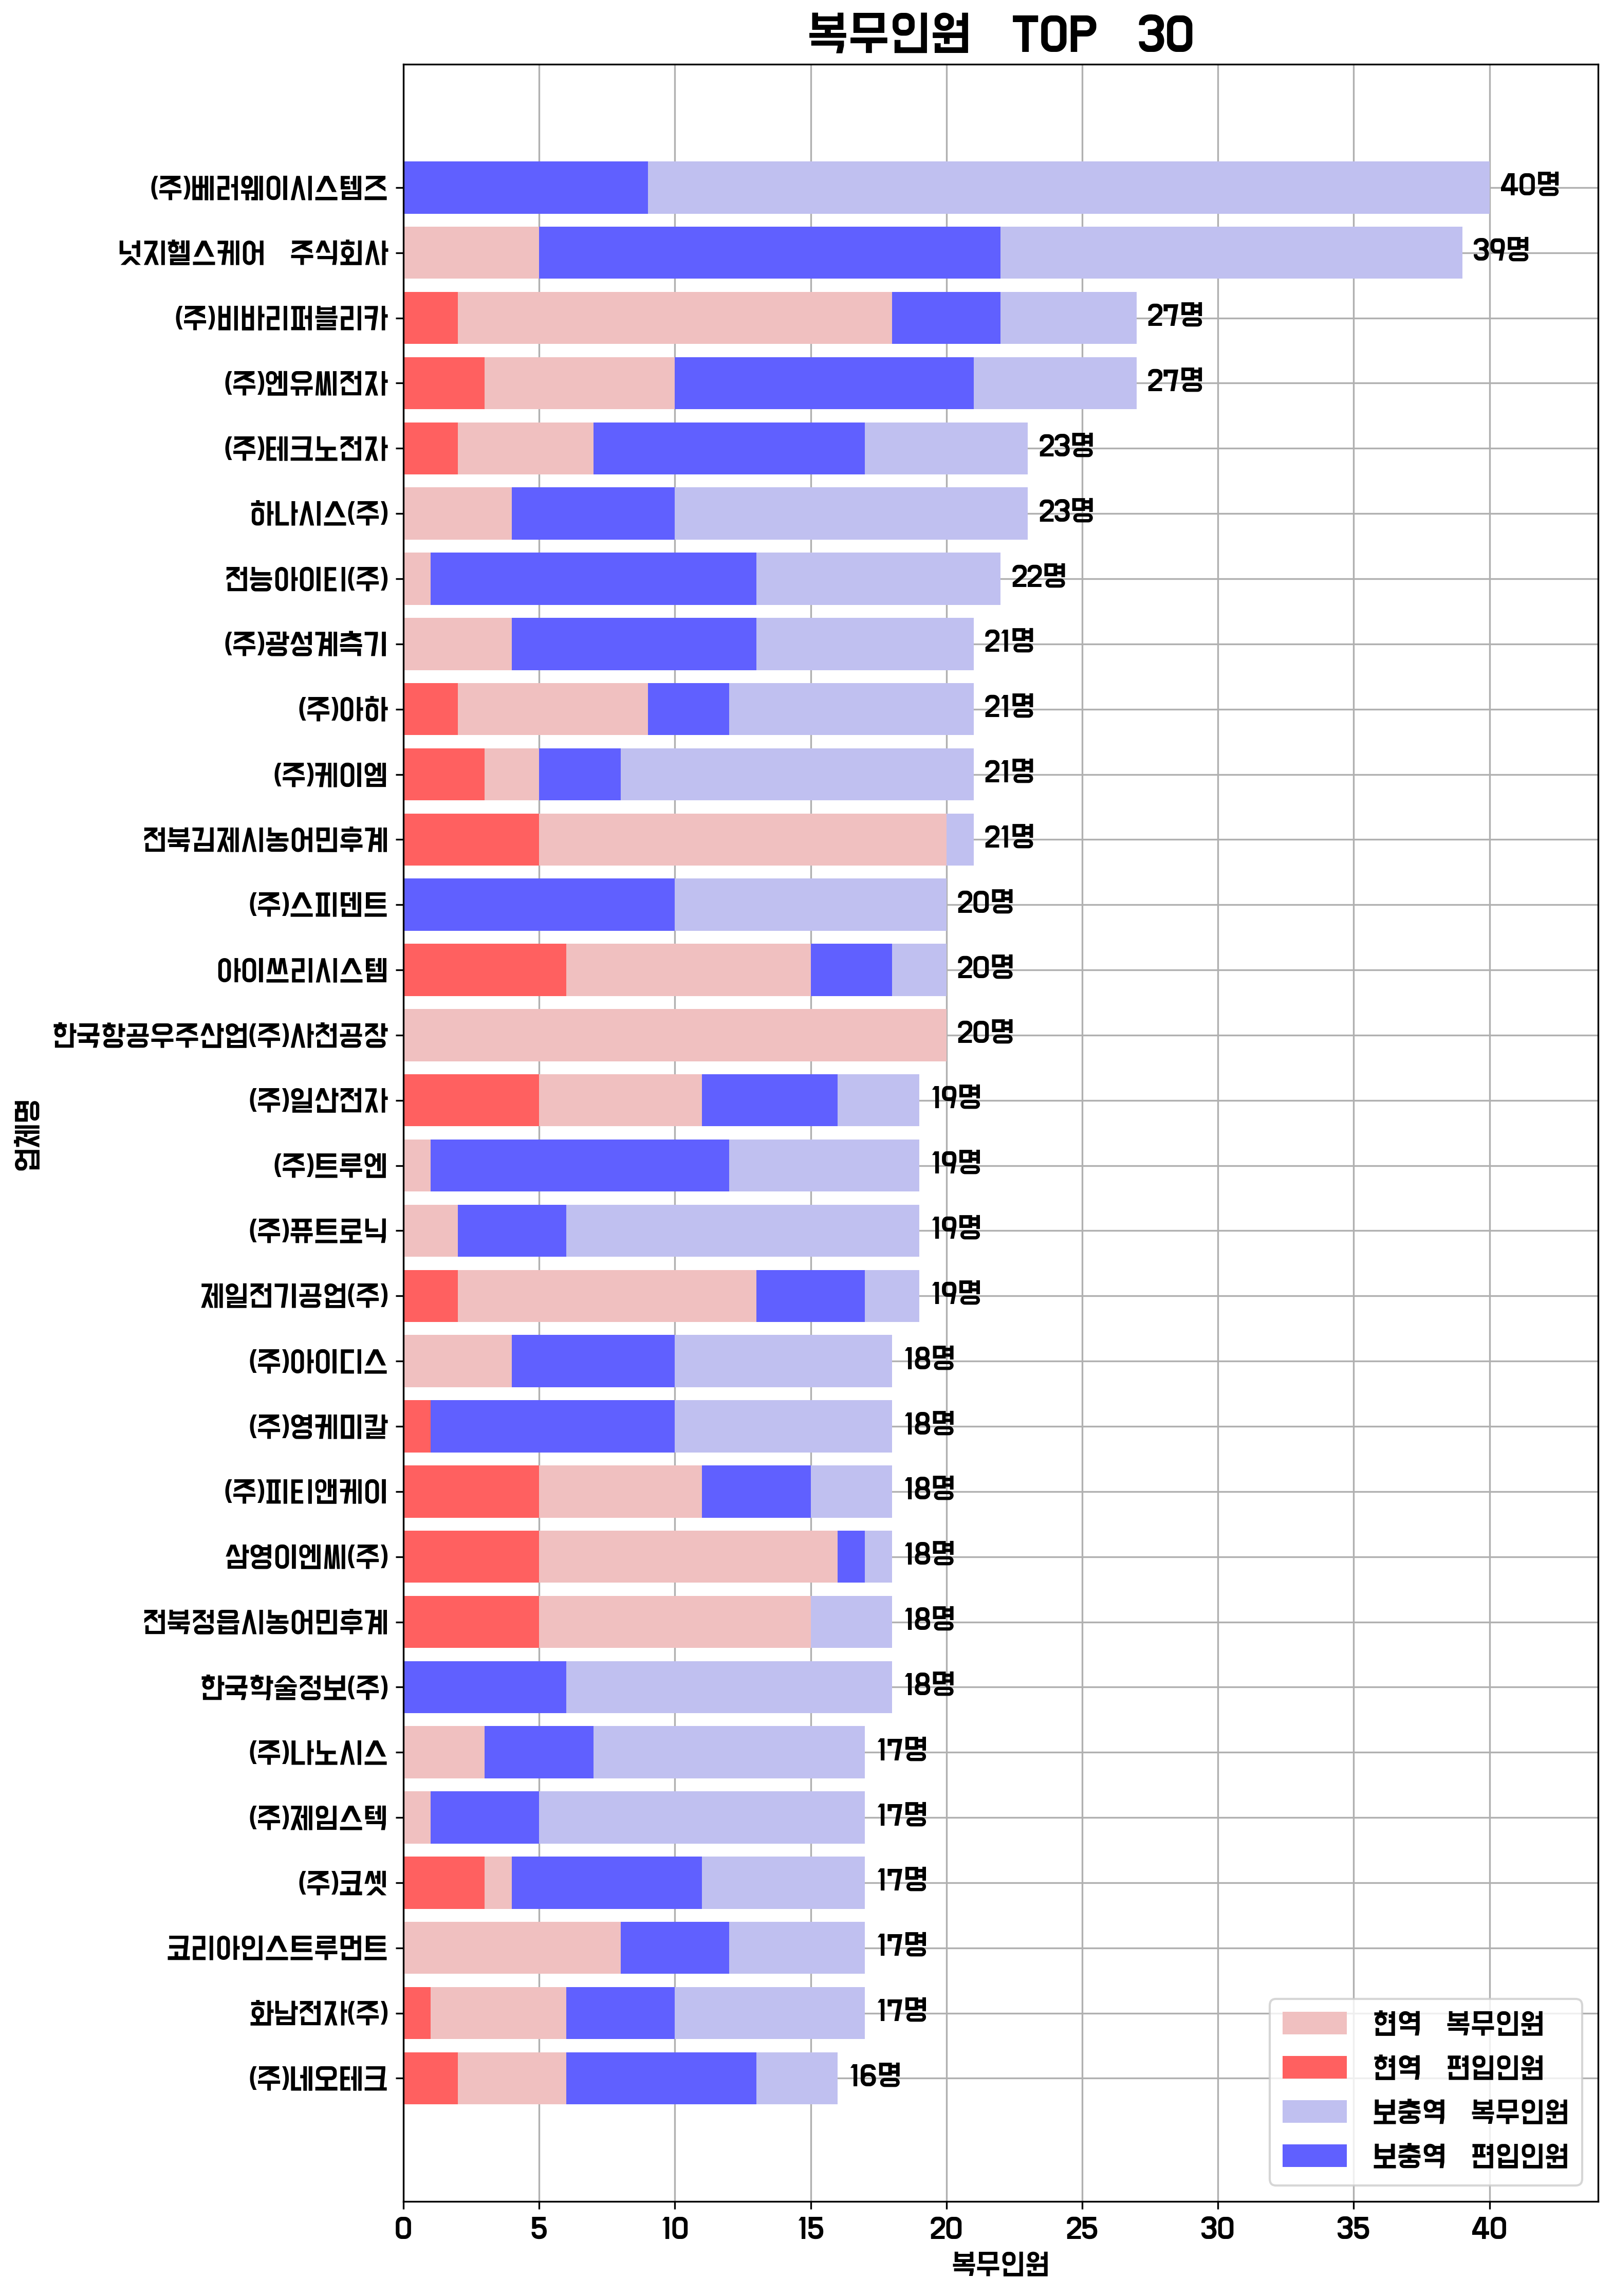 복무인원 TOP 30
(주)베러웨이시스템즈 40명
넛지헬스케어 주식회사 39명
(주)비바리퍼블리카 27명
(주)엔유씨전자 27명
(주)테크노전자 23명
하나시스(주) 23명
전능아이티(주) 22명
(주)광성계측기 21명
(주)아하 21명
(주)케이엠 21명
전북김제시농어민후계 21명
(주)스피덴트 20명
아이쓰리시스템 20명
한국항공우주산업(주)사천공장 20명
(주)일산전자 19명
(주)트루엔 19명
(주)퓨트로닉 19명
제일전기공업(주) 19명
(주)아이디스 18명
(주)영케미칼 18명
(주)피티앤케이 18명
삼영이엔씨(주) 18명
전북정읍시농어민후계 18명
한국학술정보(주) 18명
(주)나노시스 17명
(주)제임스텍 17명
(주)코셋 17명
코리아인스트루먼트 17명
화남전자(주) 17명
(주)네오테크 16명
업체명
현역 복무인원
현역 편입인원
보충역 복무인원
보충역 편입인원
0 5 10 15 20 25 30 35 40
복무인원